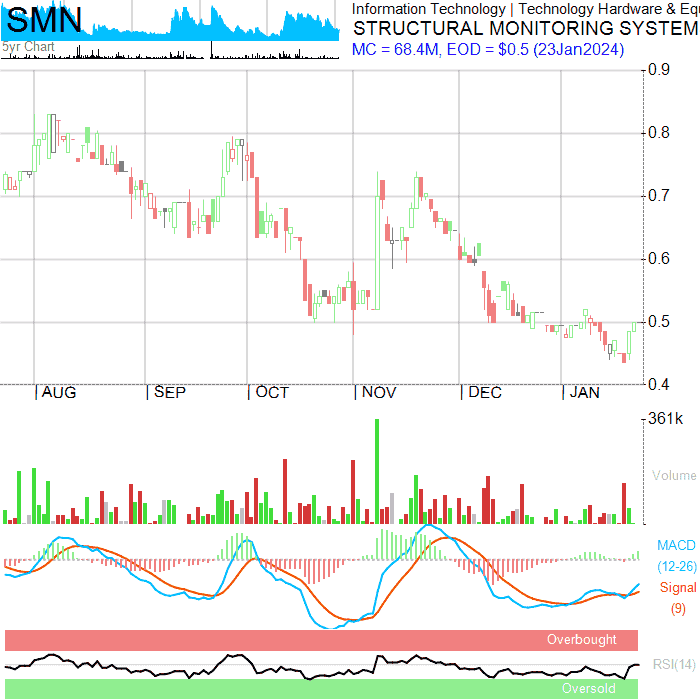 SMN
Information Technology | Technology Hardware & Equ
STRUCTURAL MONITORING SYSTEM
5yr Chart
MC = 68.4M, EOD = $0.5 (23Jan2024)
0.9
0.8
0.7
0.6
0.5
0.4
|AUG |SEP |OCT |NOV |DEC |JAN
361k
Volume
MACD
(12-26)
Signal
(9)
Overbought
RSI(14)
Oversold